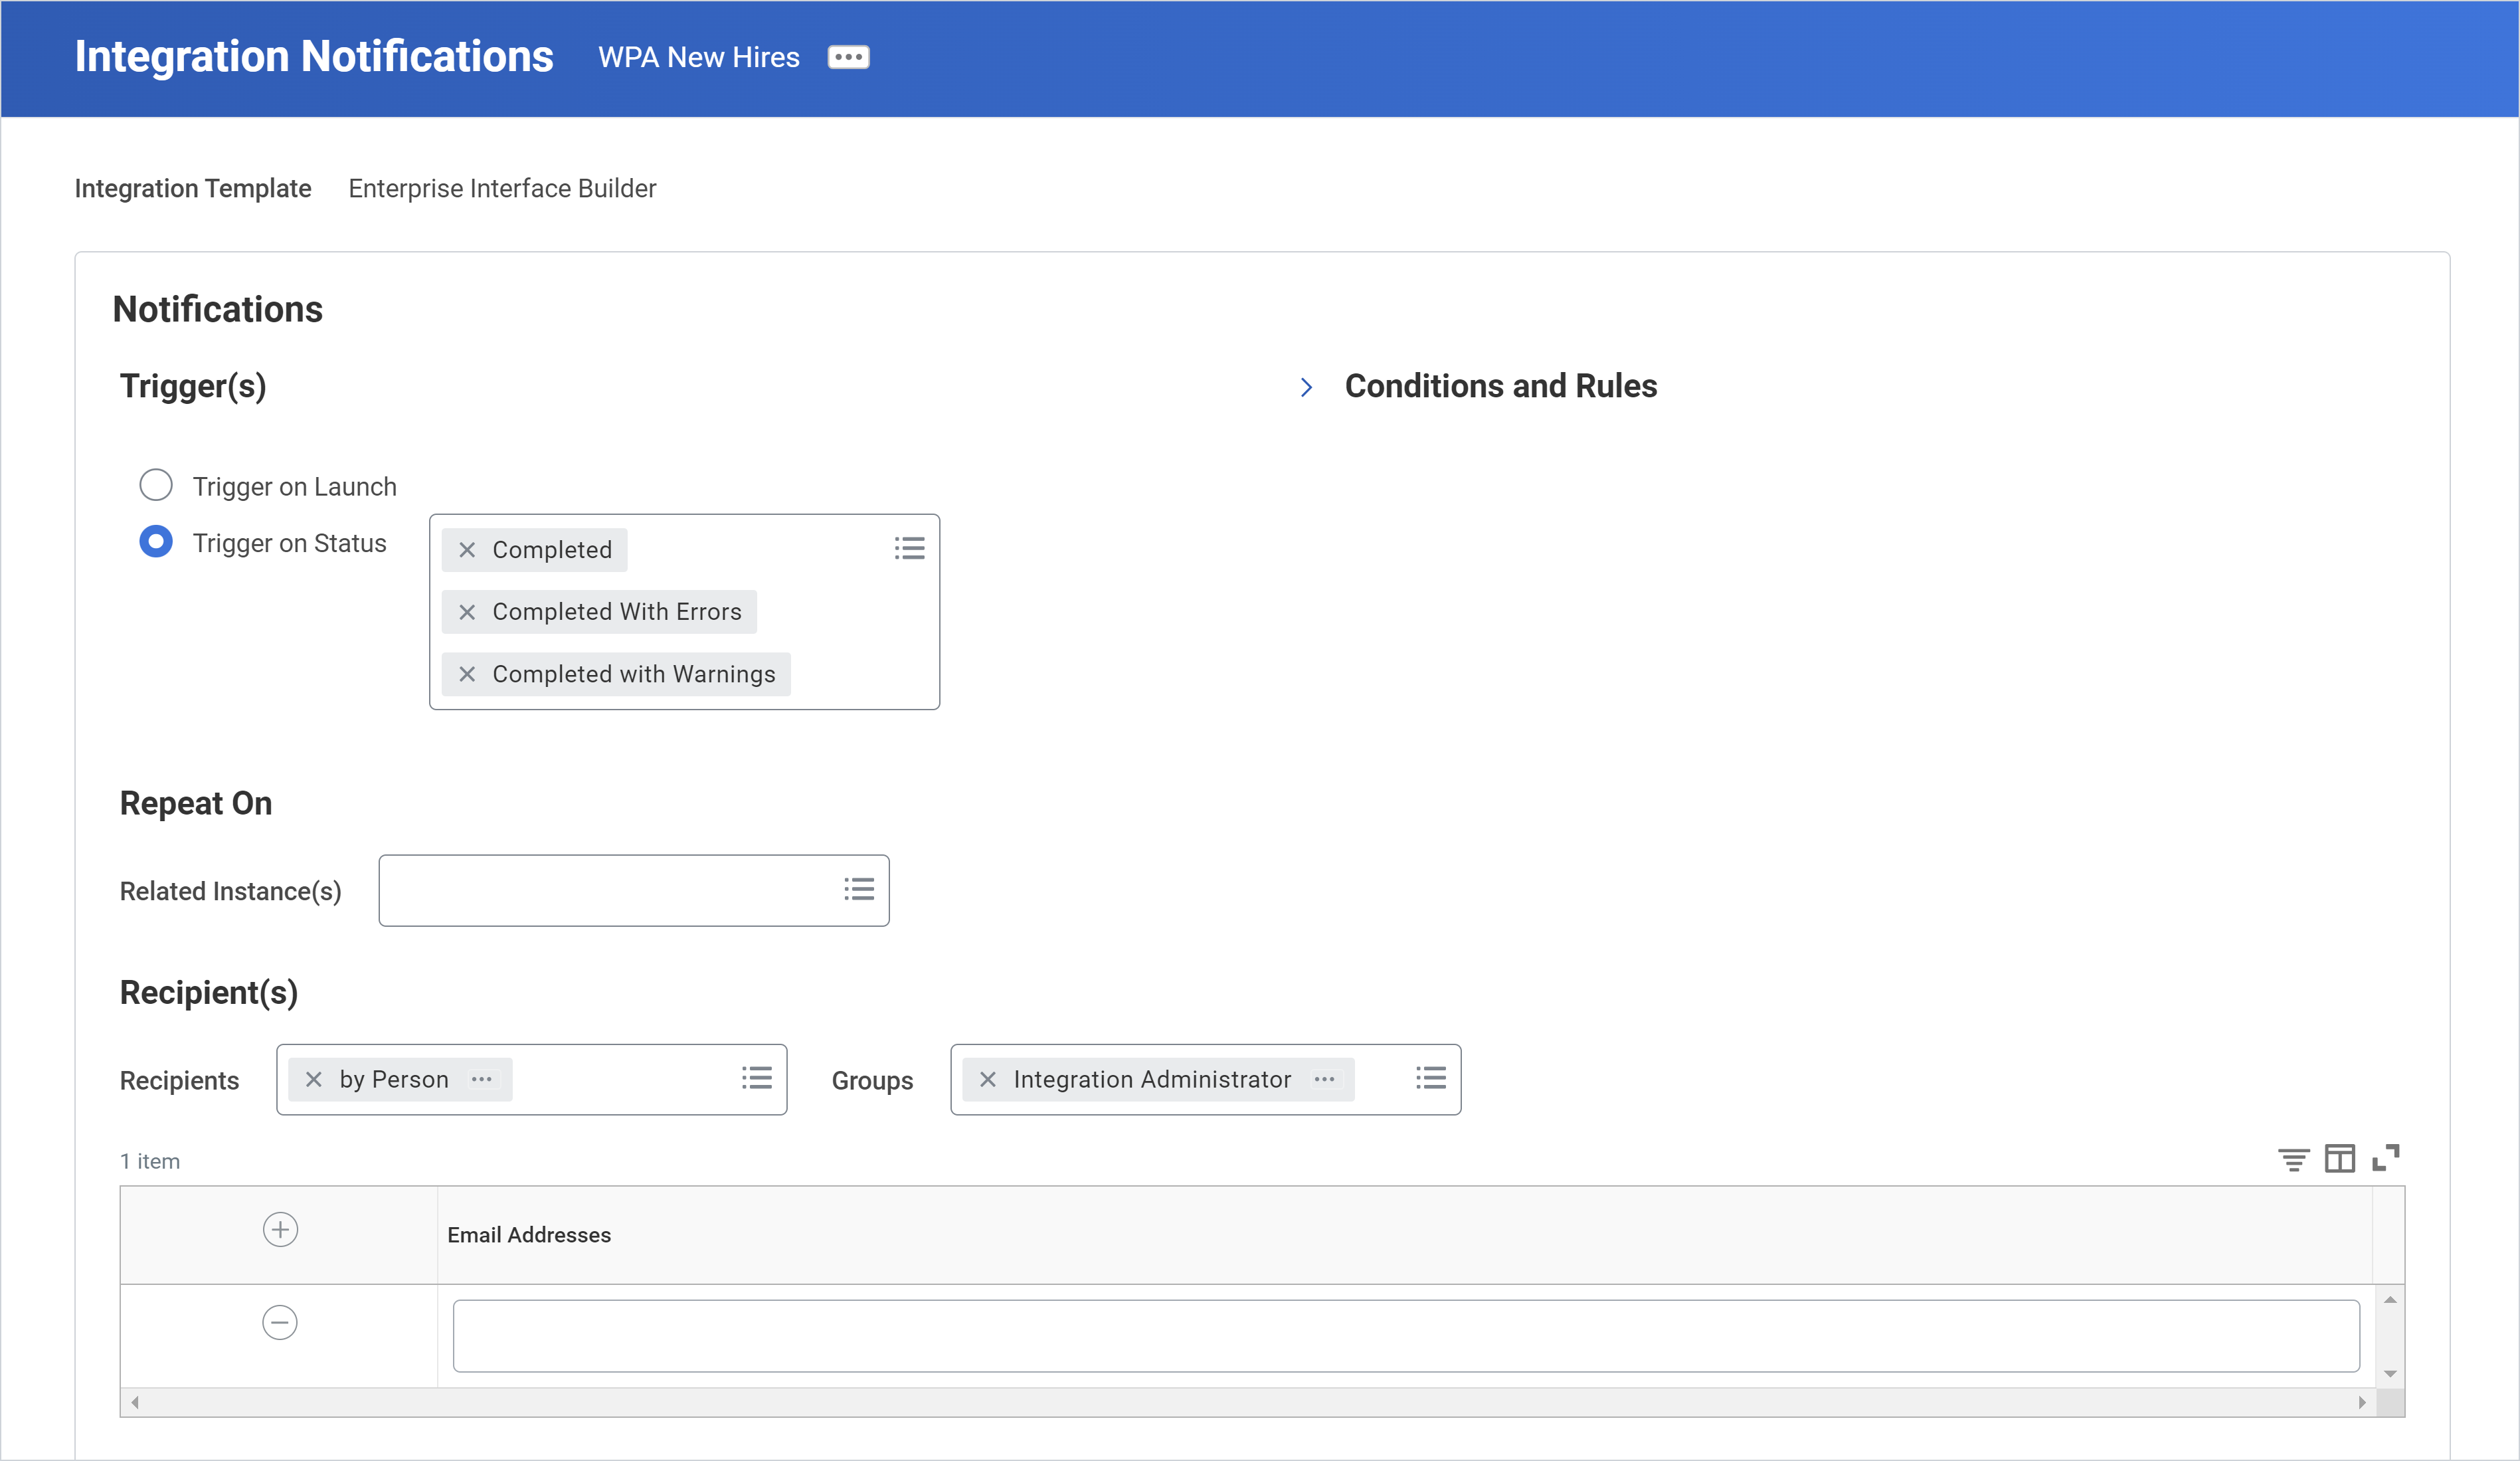 Integration Notifications WPA New Hires
Integration Template Enterprise Interface Builder
Notifications
Trigger(s)
Conditions and Rules
Trigger on Launch
Trigger on Status
Completed
Completed With Errors
Completed with Warnings
Repeat On
Related Instance(s)
Recipient(s)
Recipients by Person Groups Integration Administrator
1 item
Email Addresses